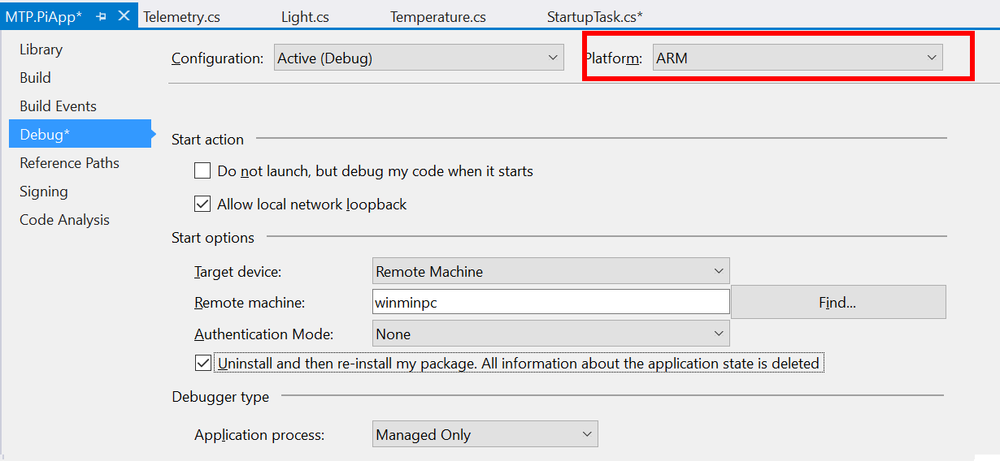 MTP.PiApp* Telemetry.cs Light.cs Temperature.cs StartupTask.cs*
Library
Build
Build Events
Debug*
Reference Paths
Signing
Code Analysis
Configuration: Active (Debug) Platform: ARM
Start action
Do not launch, but debug my code when it starts
Allow local network loopback
Start options
Target device: Remote Machine
Remote machine: winminpc Find...
Authentication Mode: None
Uninstall and then re-install my package. All information about the application state is deleted
Debugger type
Application process: Managed Only